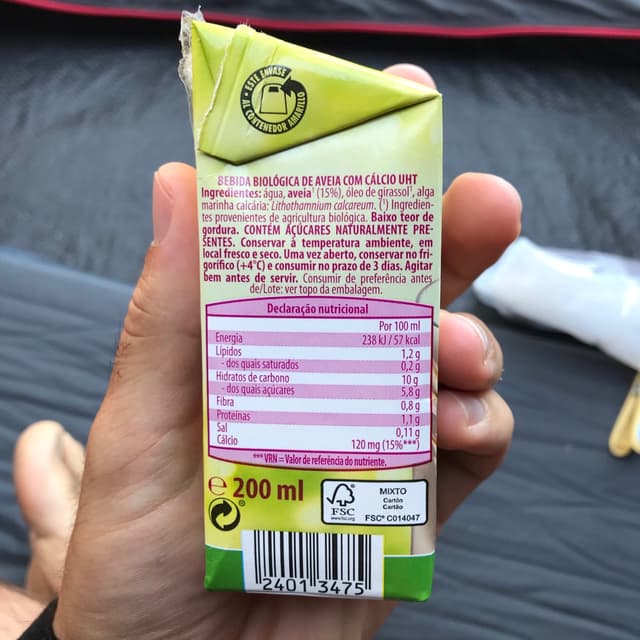 ESTE ENVASE
AL CONTENEDOR AMARILLO
BEBIDA BIOLÓGICA DE AVEIA COM CÁLCIO UHT
Ingredientes: água, aveia¹ (15%), óleo de girassol¹, alga
marinha calcária: Lithothamnium calcareum. (¹) Ingredien-
tes provenientes de agricultura biológica. Baixo teor de
gordura. CONTÉM AÇÚCARES NATURALMENTE PRE-
SENTES. Conservar á temperatura ambiente, em
local fresco e seco. Uma vez aberto, conservar no fri-
gorífico (+4°C) e consumir no prazo de 3 dias. Agitar
bem antes de servir. Consumir de preferência antes
de/Lote: ver topo da embalagem.
Declaração nutricional
Por 100 ml
Energia 238 kJ / 57 kcal
Lípidos 1,2 g
- dos quais saturados 0,2 g
Hidratos de carbono 10 g
- dos quais açúcares 5,8 g
Fibra 0,8 g
Proteínas 1,1 g
Sal 0,11 g
Cálcio 120 mg (15%***)
*** VRN = Valor de referência do nutriente.
e 200 ml
FSC
www.fsc.org
MIXTO
Cartón
Cartão
FSC® C014047
®
2401 3475